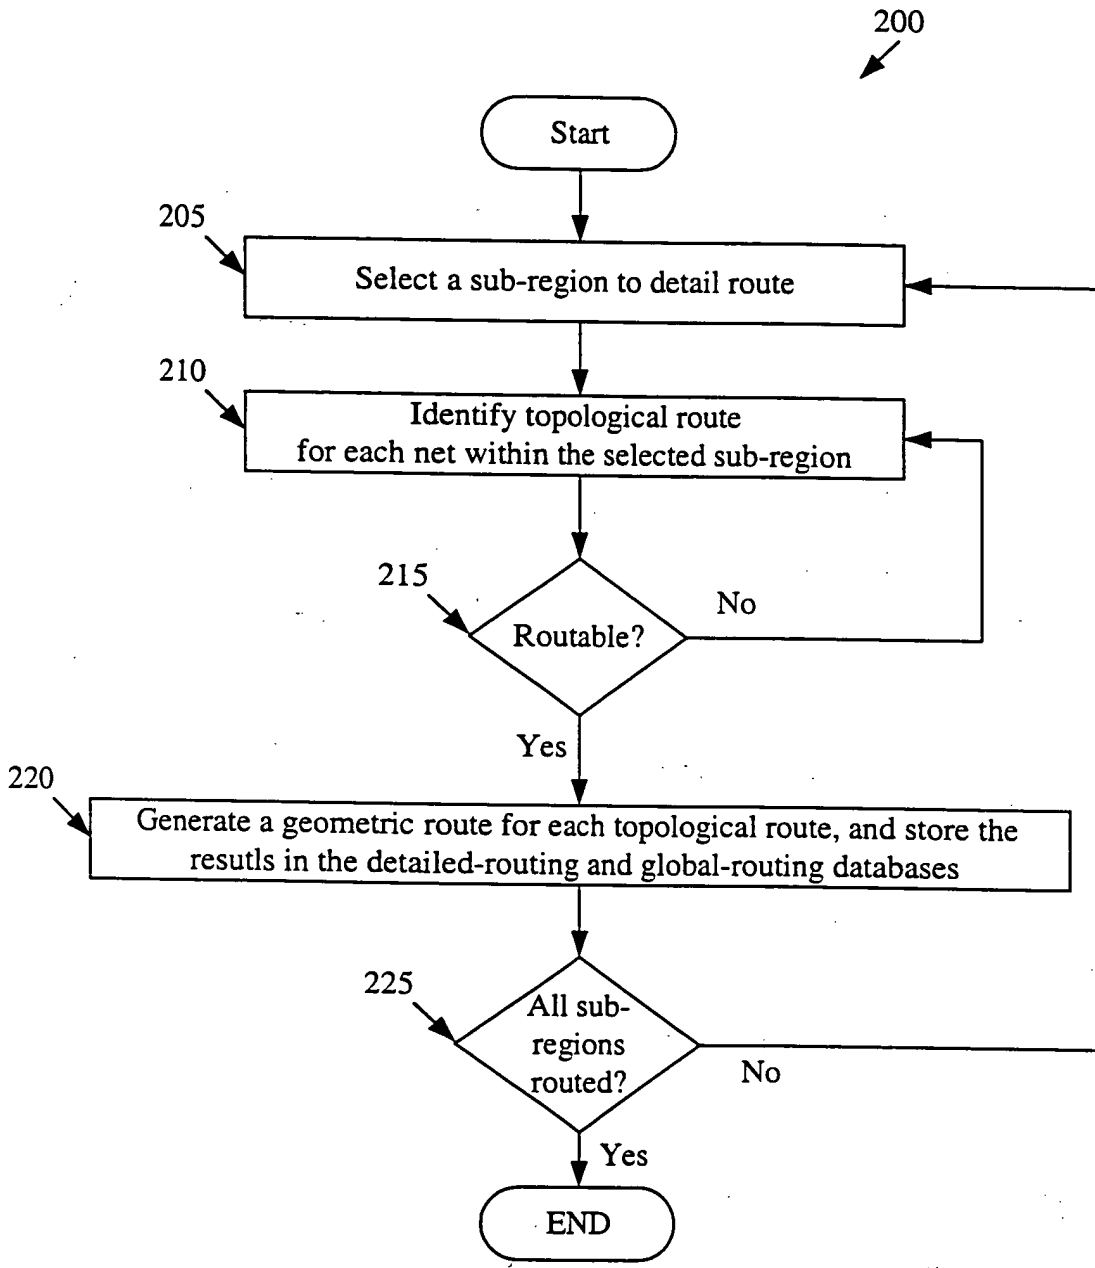 200
Start
205
Select a sub-region to detail route
210
Identify topological route
for each net within the selected sub-region
215
Routable?
No
Yes
220
Generate a geometric route for each topological route, and store the
resutls in the detailed-routing and global-routing databases
225
All sub-
regions
routed?
No
Yes
END